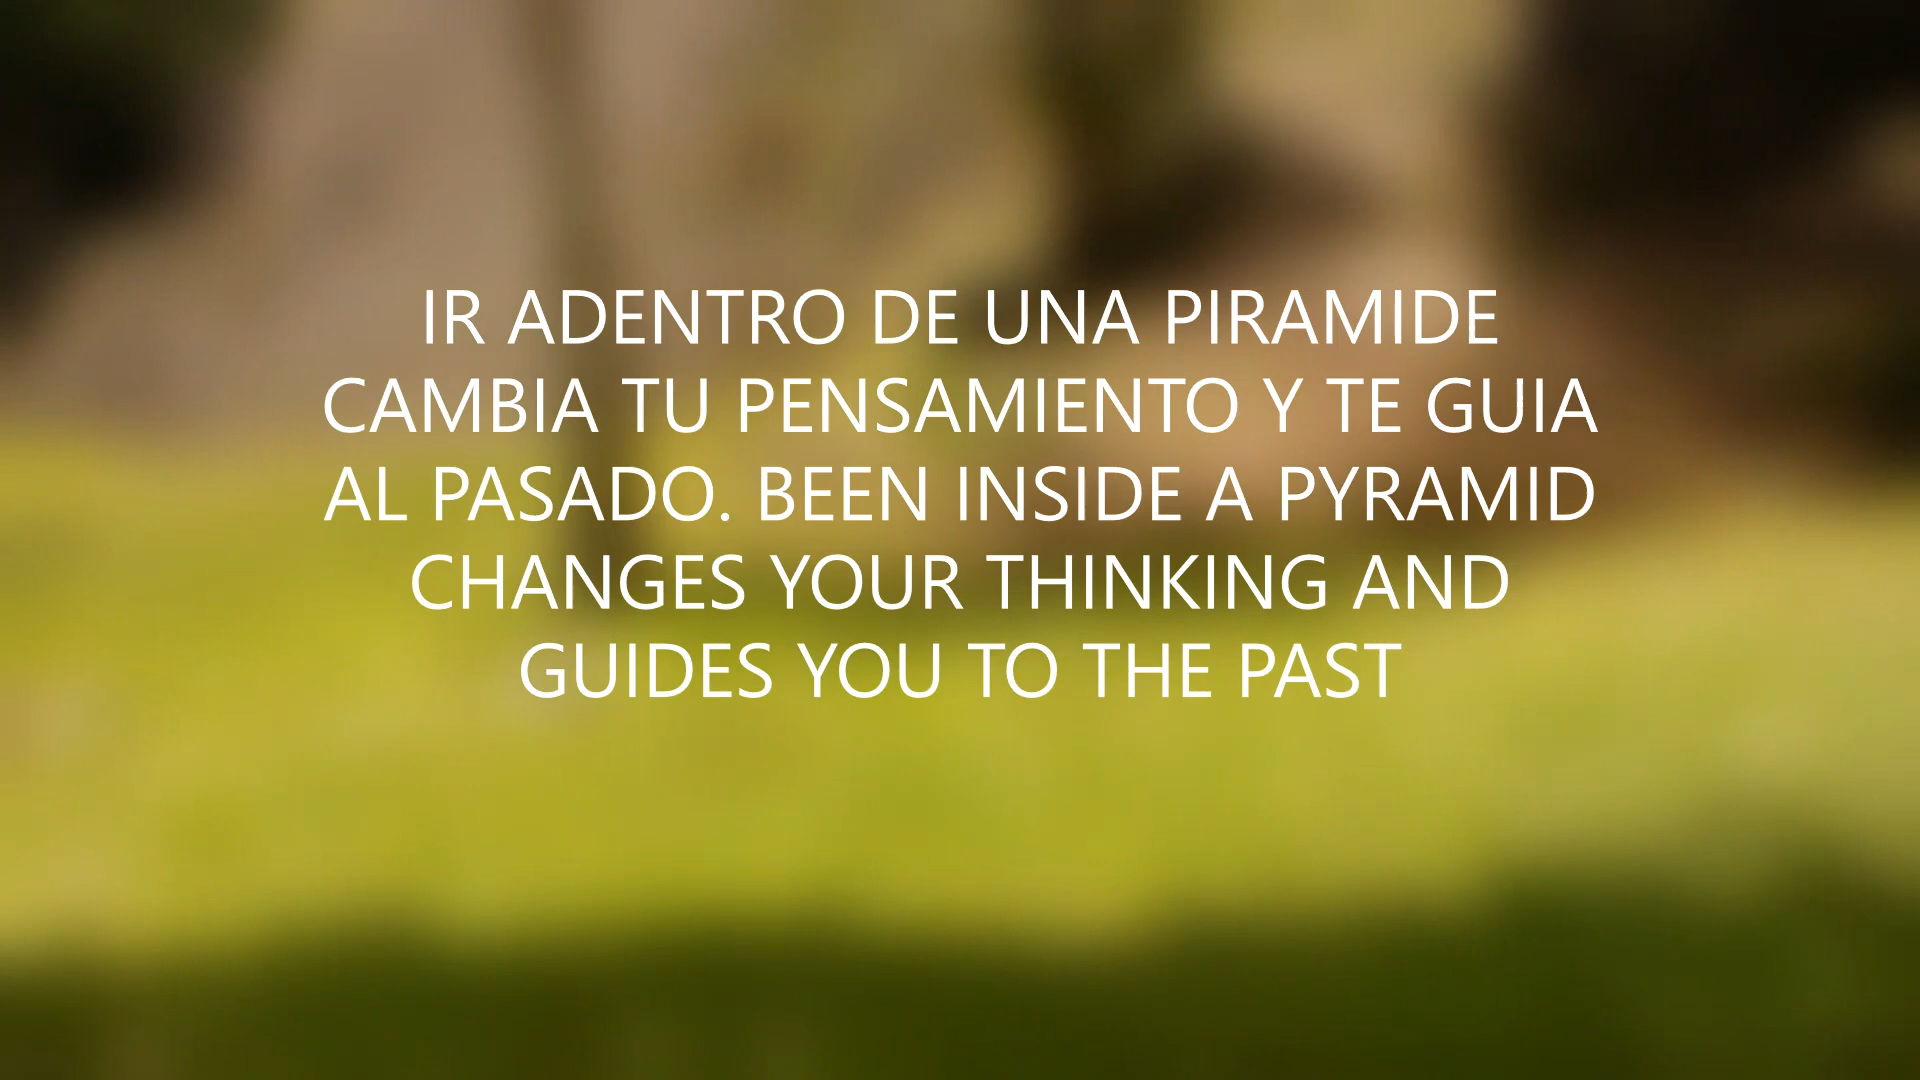 IR ADENTRO DE UNA PIRAMIDE
CAMBIA TU PENSAMIENTO Y TE GUIA
AL PASADO. BEEN INSIDE A PYRAMID
CHANGES YOUR THINKING AND
GUIDES YOU TO THE PAST